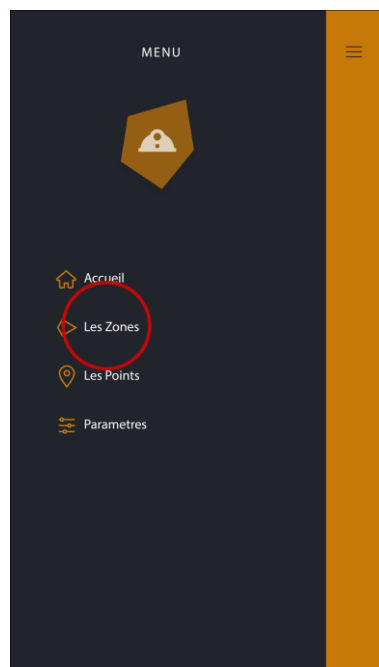 MENU
Accueil
Les Zones
Les Points
Parametres